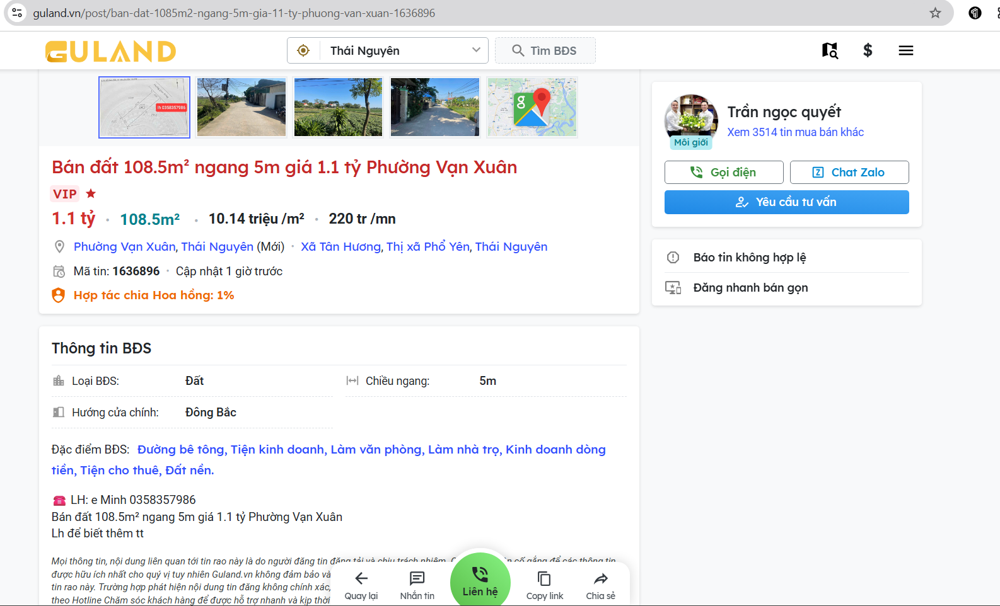 guland.vn/post/ban-dat-1085m2-ngang-5m-gia-11-ty-phuong-van-xuan-1636896
GULAND
Thái Nguyên
Tìm BĐS
$
lh 0358357986
g
Bán đất 108.5m² ngang 5m giá 1.1 tỷ Phường Vạn Xuân
VIP ★
1.1 tỷ • 108.5m² • 10.14 triệu /m² • 220 tr /mn
Phường Vạn Xuân, Thái Nguyên (Mới) • Xã Tân Hương, Thị xã Phổ Yên, Thái Nguyên
Mã tin: 1636896 • Cập nhật 1 giờ trước
Hợp tác chia Hoa hồng: 1%
Trần ngọc quyết
Xem 3514 tin mua bán khác
Môi giới
Gọi điện
Chat Zalo
Yêu cầu tư vấn
Báo tin không hợp lệ
Đăng nhanh bán gọn
Thông tin BĐS
Loại BĐS: Đất
Chiều ngang: 5m
Hướng cửa chính: Đông Bắc
Đặc điểm BĐS: Đường bê tông, Tiện kinh doanh, Làm văn phòng, Làm nhà trọ, Kinh doanh dòng
tiền, Tiện cho thuê, Đất nền.
☎ LH: e Minh 0358357986
Bán đất 108.5m² ngang 5m giá 1.1 tỷ Phường Vạn Xuân
Lh để biết thêm tt
Mọi thông tin, nội dung liên quan tới tin rao này là do người đăng tin đăng tải và chịu trách nhiệm. cố gắng để các thông tin
được hữu ích nhất cho quý vị tuy nhiên Guland.vn không đảm bảo và
tin rao này. Trường hợp phát hiện nội dung tin đăng không chính xác,
theo Hotline Chăm sóc khách hàng để được hỗ trợ nhanh và kịp thời
Quay lại
Nhắn tin
Liên hệ
Copy link
Chia sẻ